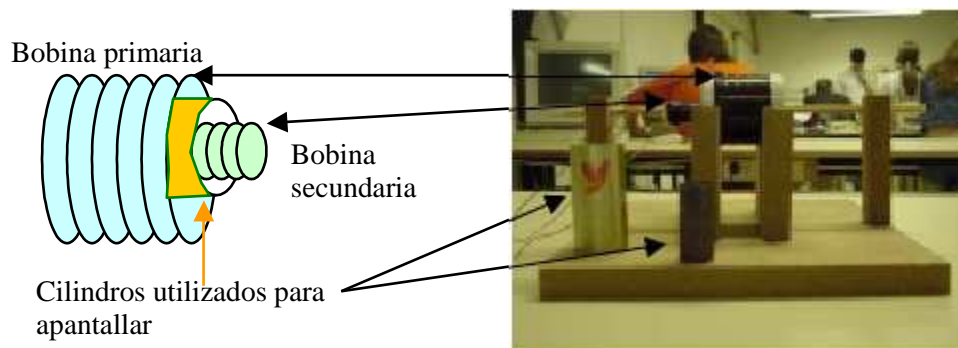 Bobina primaria
Bobina
secundaria
Cilindros utilizados para
apantallar